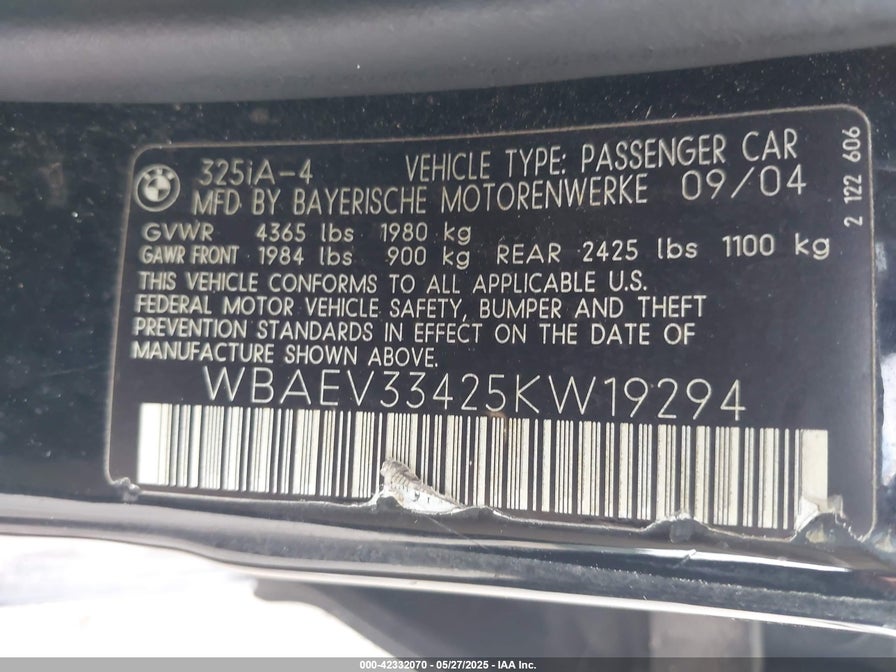 325iA-4 VEHICLE TYPE: PASSENGER CAR
MFD BY BAYERISCHE MOTORENWERKE 09/04
GVWR 4365 lbs 1980 kg
GAWR FRONT 1984 lbs 900 kg REAR 2425 lbs 1100 kg
THIS VEHICLE CONFORMS TO ALL APPLICABLE U.S.
FEDERAL MOTOR VEHICLE SAFETY, BUMPER AND THEFT
PREVENTION STANDARDS IN EFFECT ON THE DATE OF
MANUFACTURE SHOWN ABOVE.
WBAEV33425KW19294
2 122 606
000-42332070 - 05/27/2025 - IAA Inc.